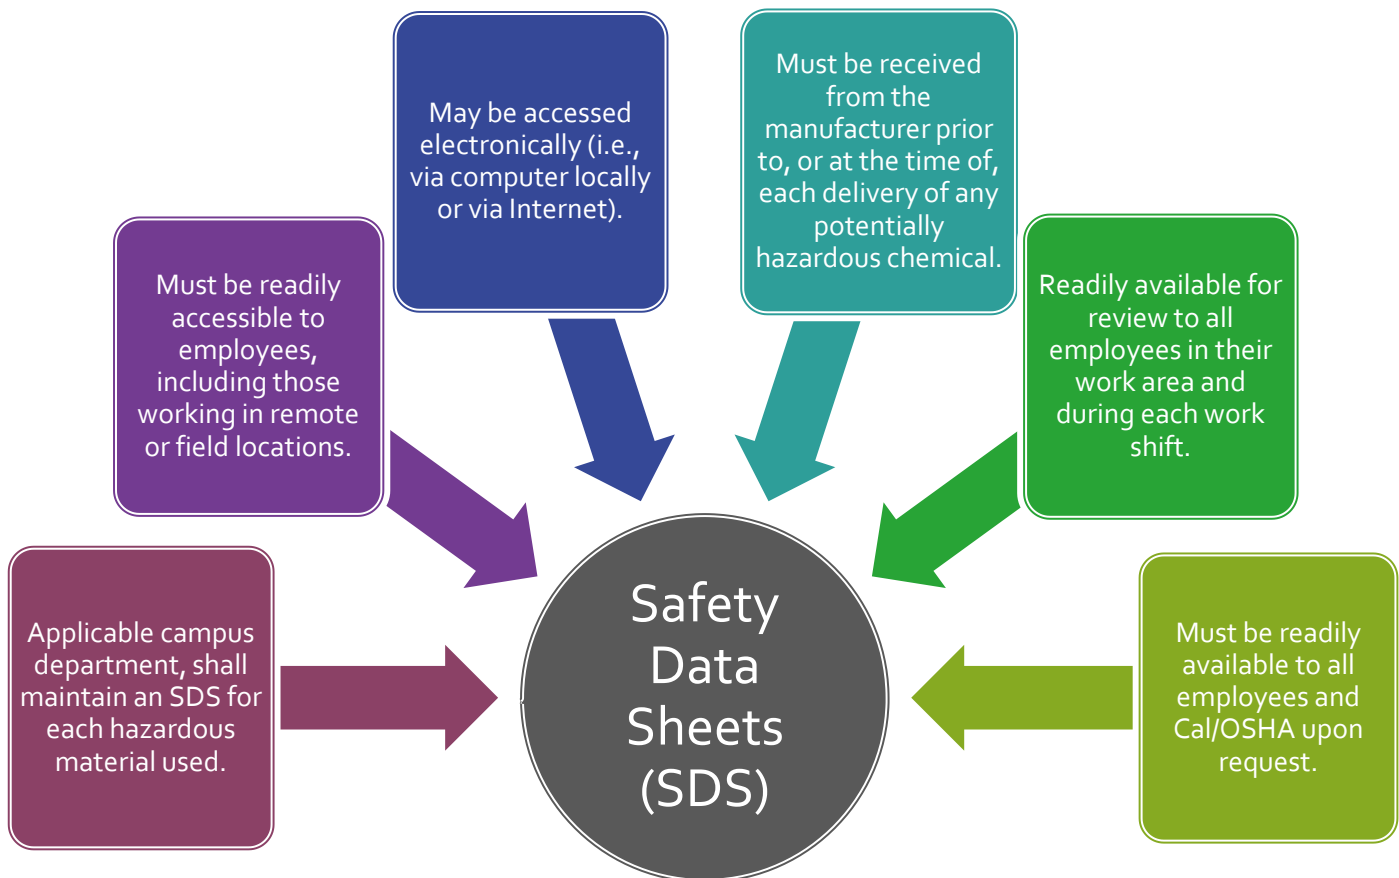 Applicable campus
department, shall
maintain an SDS for
each hazardous
material used.
Must be readily
accessible to
employees,
including those
working in remote
or field locations.
May be accessed
electronically (i.e.,
via computer locally
or via Internet).
Must be received
from the
manufacturer prior
to, or at the time of,
each delivery of any
potentially
hazardous chemical.
Readily available for
review to all
employees in their
work area and
during each work
shift.
Must be readily
available to all
employees and
Cal/OSHA upon
request.
Safety
Data
Sheets
(SDS)